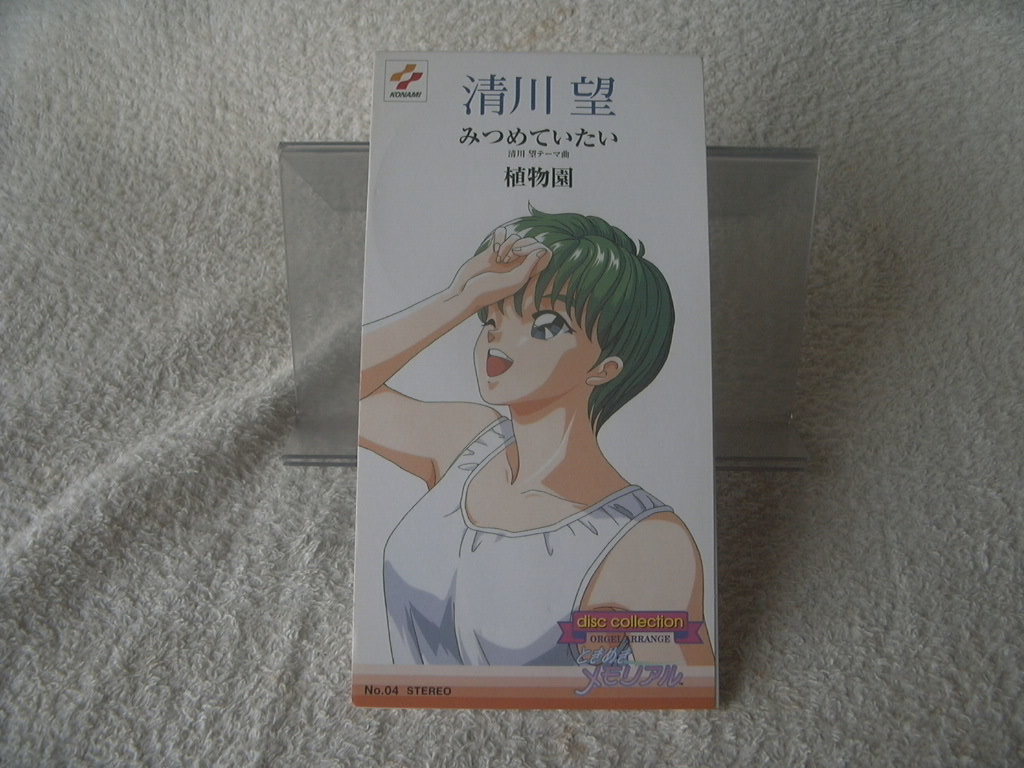 KONAMI
清川 望
みつめていたい
清川 望テーマ曲
植物園
disc collection
ORGEL ARRANGE
ときめき
メモリアル
No.04 STEREO